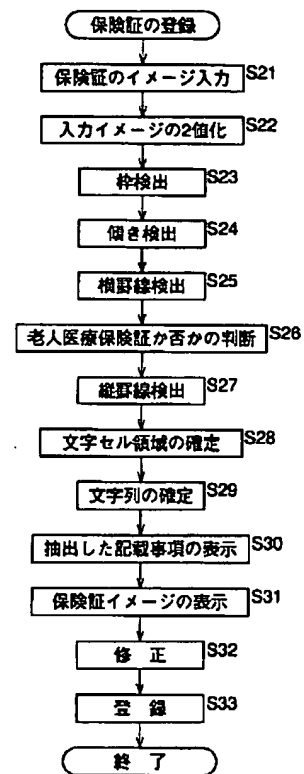 保険証の登録
保険証のイメージ入力 S21
入力イメージの2値化 S22
枠検出 S23
傾き検出 S24
横罫線検出 S25
老人医療保険証か否かの判断 S26
縦罫線検出 S27
文字セル領域の確定 S28
文字列の確定 S29
抽出した記載事項の表示 S30
保険証イメージの表示 S31
修正 S32
登録 S33
終了